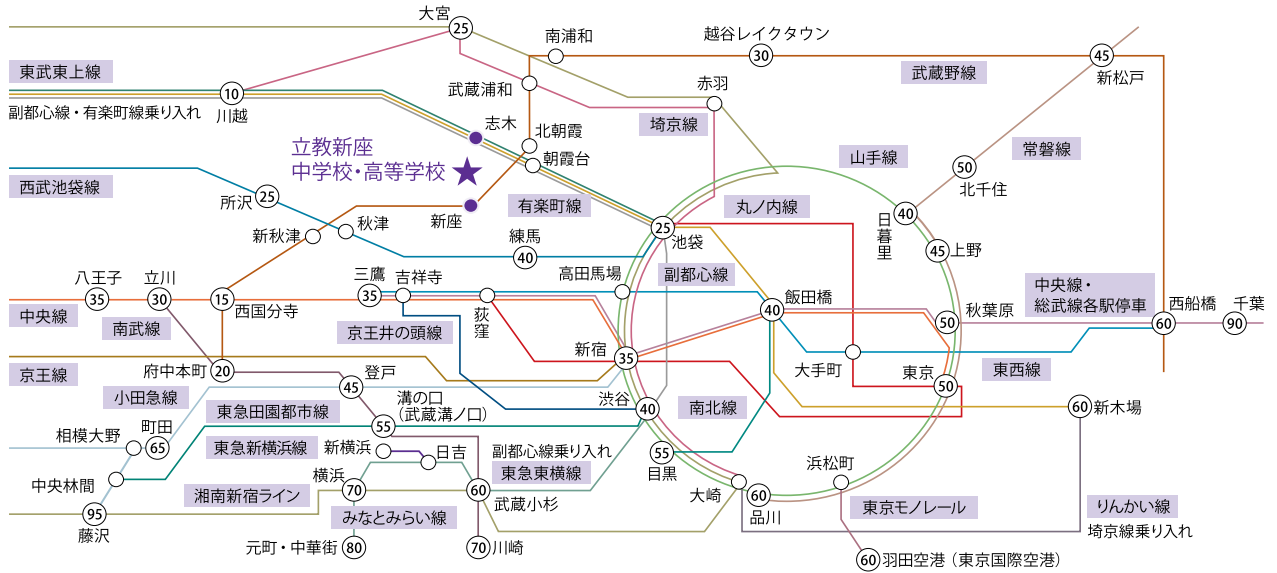 大宮
25
南浦和
越谷レイクタウン
30
45
新松戸
武蔵野線
東武東上線
10
川越
副都心線・有楽町線乗り入れ
武蔵浦和
赤羽
埼京線
志木
北朝霞
朝霞台
立教新座
中学校・高等学校
山手線
常磐線
50
北千住
西武池袋線
25
所沢
新座
有楽町線
丸ノ内線
40
日暮里
秋津
新秋津
練馬
40
25
池袋
45
上野
高田馬場
副都心線
八王子
35
立川
30
15
西国分寺
三鷹
35
吉祥寺
荻窪
飯田橋
40
秋葉原
50
中央線・
総武線各駅停車
西船橋
60
千葉
90
中央線
南武線
京王井の頭線
新宿
35
大手町
東京
50
東西線
京王線
府中本町
20
登戸
45
小田急線
渋谷
40
南北線
60
新木場
東急田園都市線
溝の口
(武蔵溝ノ口)
55
相模大野
町田
65
東急新横浜線
新横浜
日吉
副都心線乗り入れ
東急東横線
55
目黒
浜松町
中央林間
横浜
70
60
武蔵小杉
大崎
60
品川
湘南新宿ライン
東京モノレール
りんかい線
埼京線乗り入れ
95
藤沢
みなとみらい線
元町・中華街
80
70
川崎
60
羽田空港(東京国際空港)